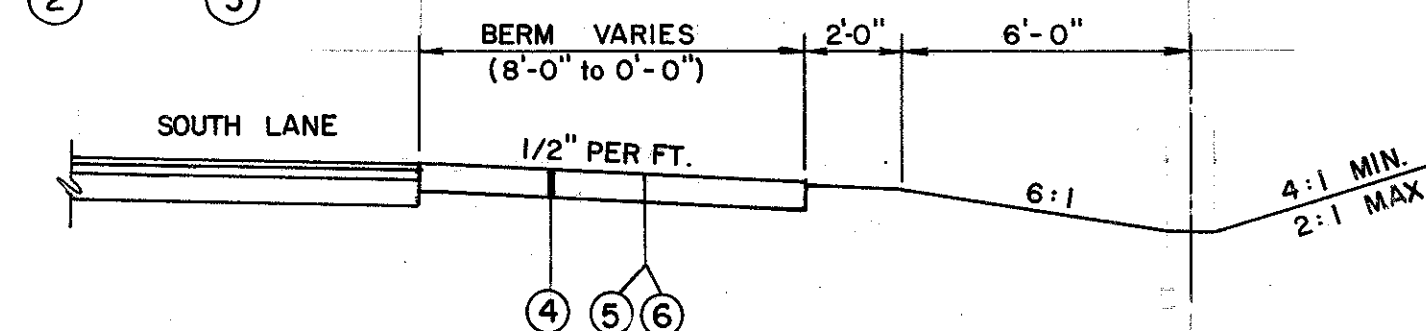 2 3
BERM VARIES 2'-0" 6'-0"
(8'-0" to 0'-0")
SOUTH LANE
1/2" PER FT.
6:1
4:1 MIN.
2:1 MAX
4 5 6